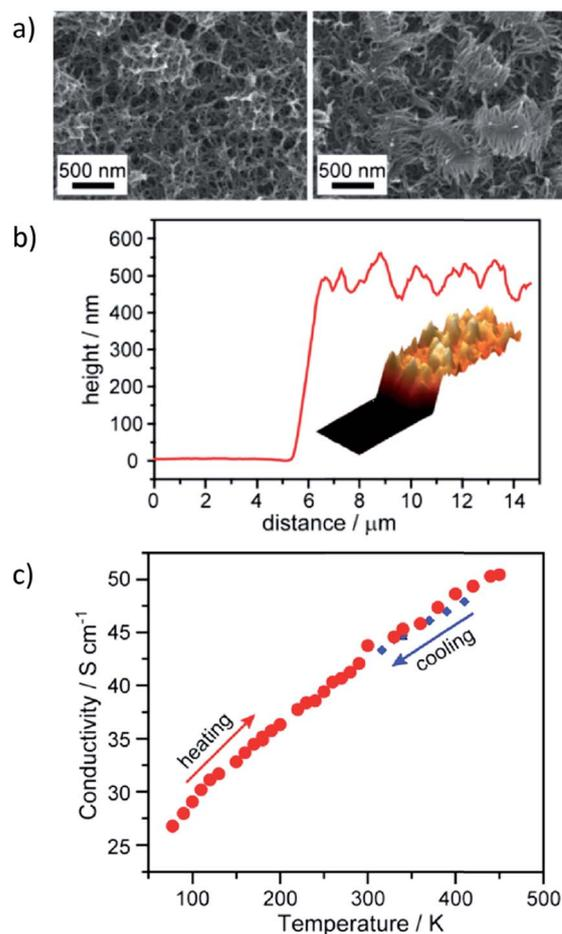 a)
500 nm
500 nm
b)
height / nm
600
500
400
300
200
100
0
0 2 4 6 8 10 12 14
distance / μm
c)
Conductivity / S cm⁻¹
50
45
40
35
30
25
heating
cooling
100 200 300 400 500
Temperature / K